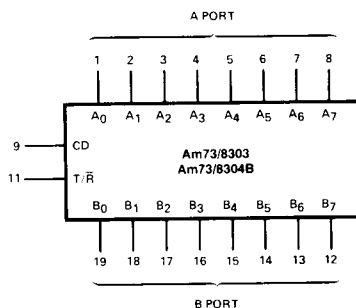 A PORT
1 2 3 4 5 6 7 8
A0 A1 A2 A3 A4 A5 A6 A7
9 CD
Am73/8303
11 T/R̅
Am73/8304B
B0 B1 B2 B3 B4 B5 B6 B7
19 18 17 16 15 14 13 12
B PORT